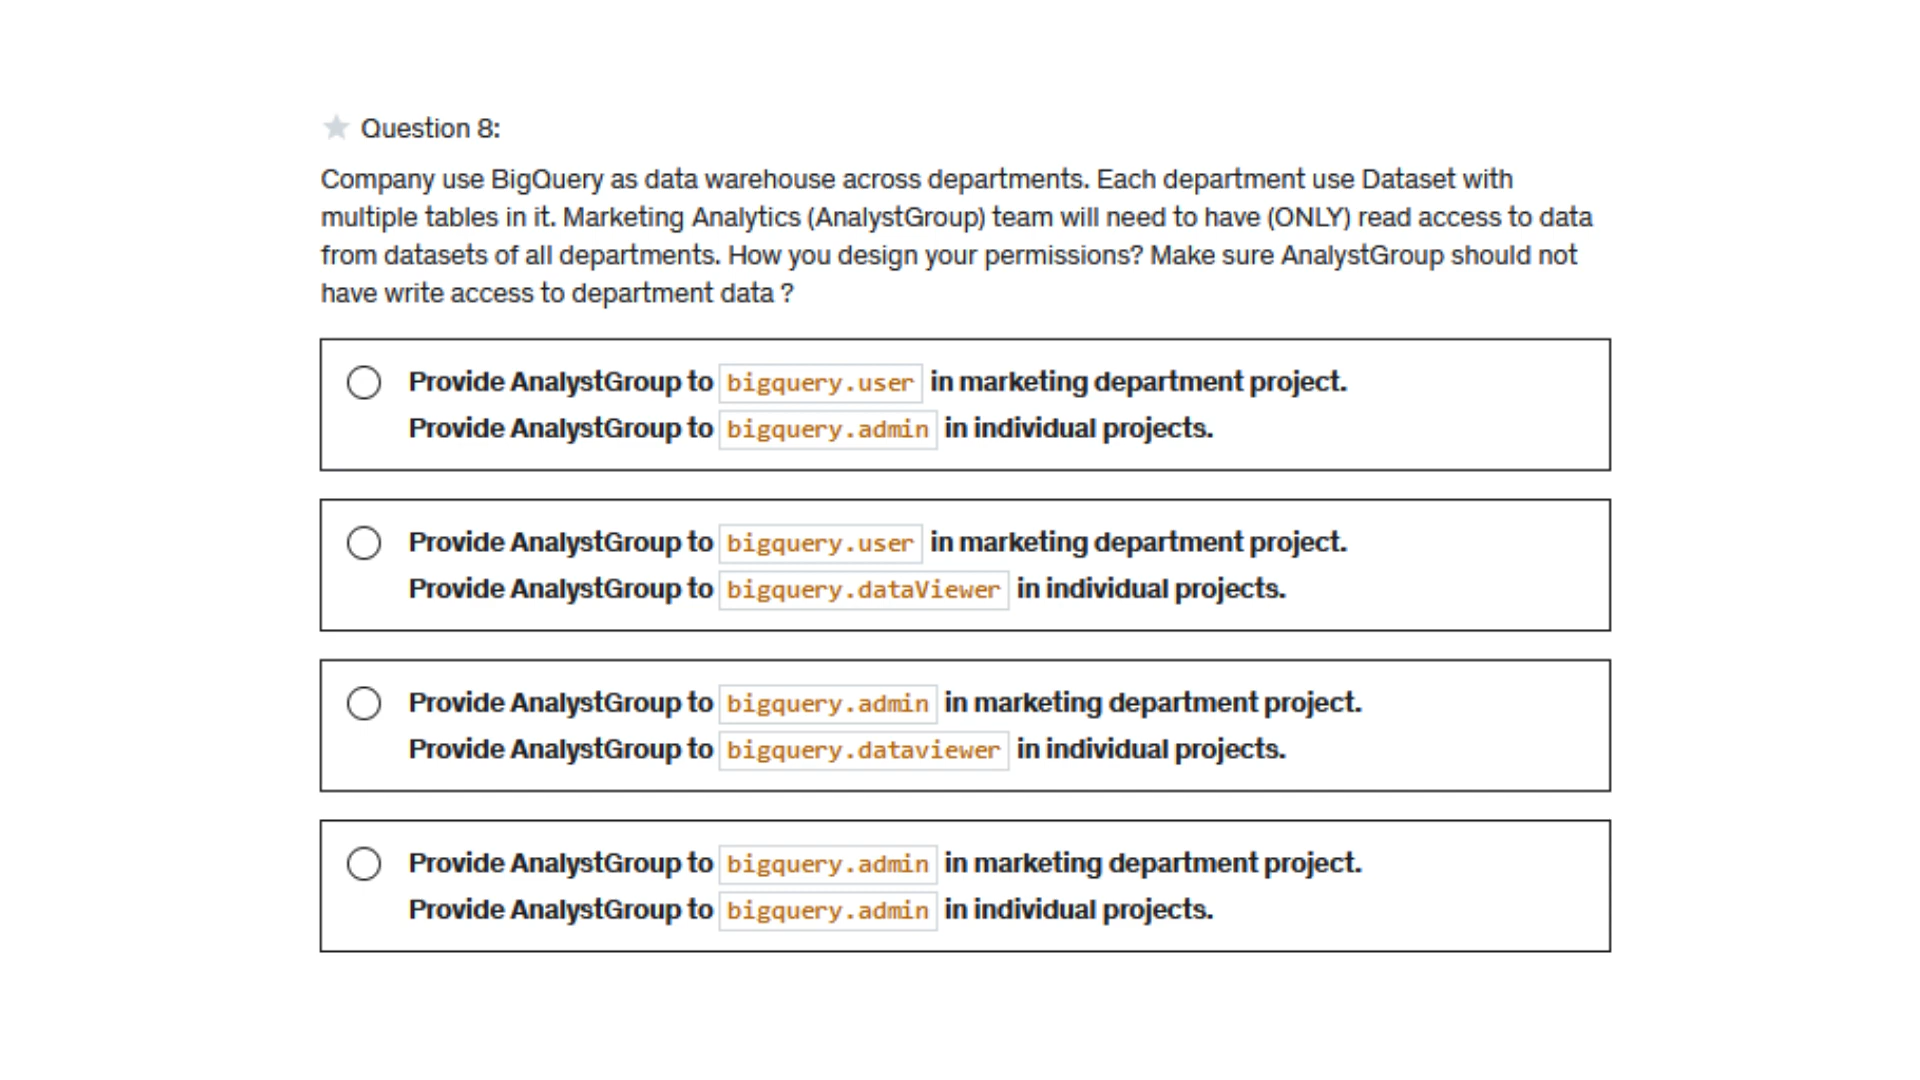 Question 8:
Company use BigQuery as data warehouse across departments. Each department use Dataset with
multiple tables in it. Marketing Analytics (AnalystGroup) team will need to have (ONLY) read access to data
from datasets of all departments. How you design your permissions? Make sure AnalystGroup should not
have write access to department data ?
Provide AnalystGroup to bigquery.user in marketing department project.
Provide AnalystGroup to bigquery.admin in individual projects.
Provide AnalystGroup to bigquery.user in marketing department project.
Provide AnalystGroup to bigquery.dataViewer in individual projects.
Provide AnalystGroup to bigquery.admin in marketing department project.
Provide AnalystGroup to bigquery.dataviewer in individual projects.
Provide AnalystGroup to bigquery.admin in marketing department project.
Provide AnalystGroup to bigquery.admin in individual projects.